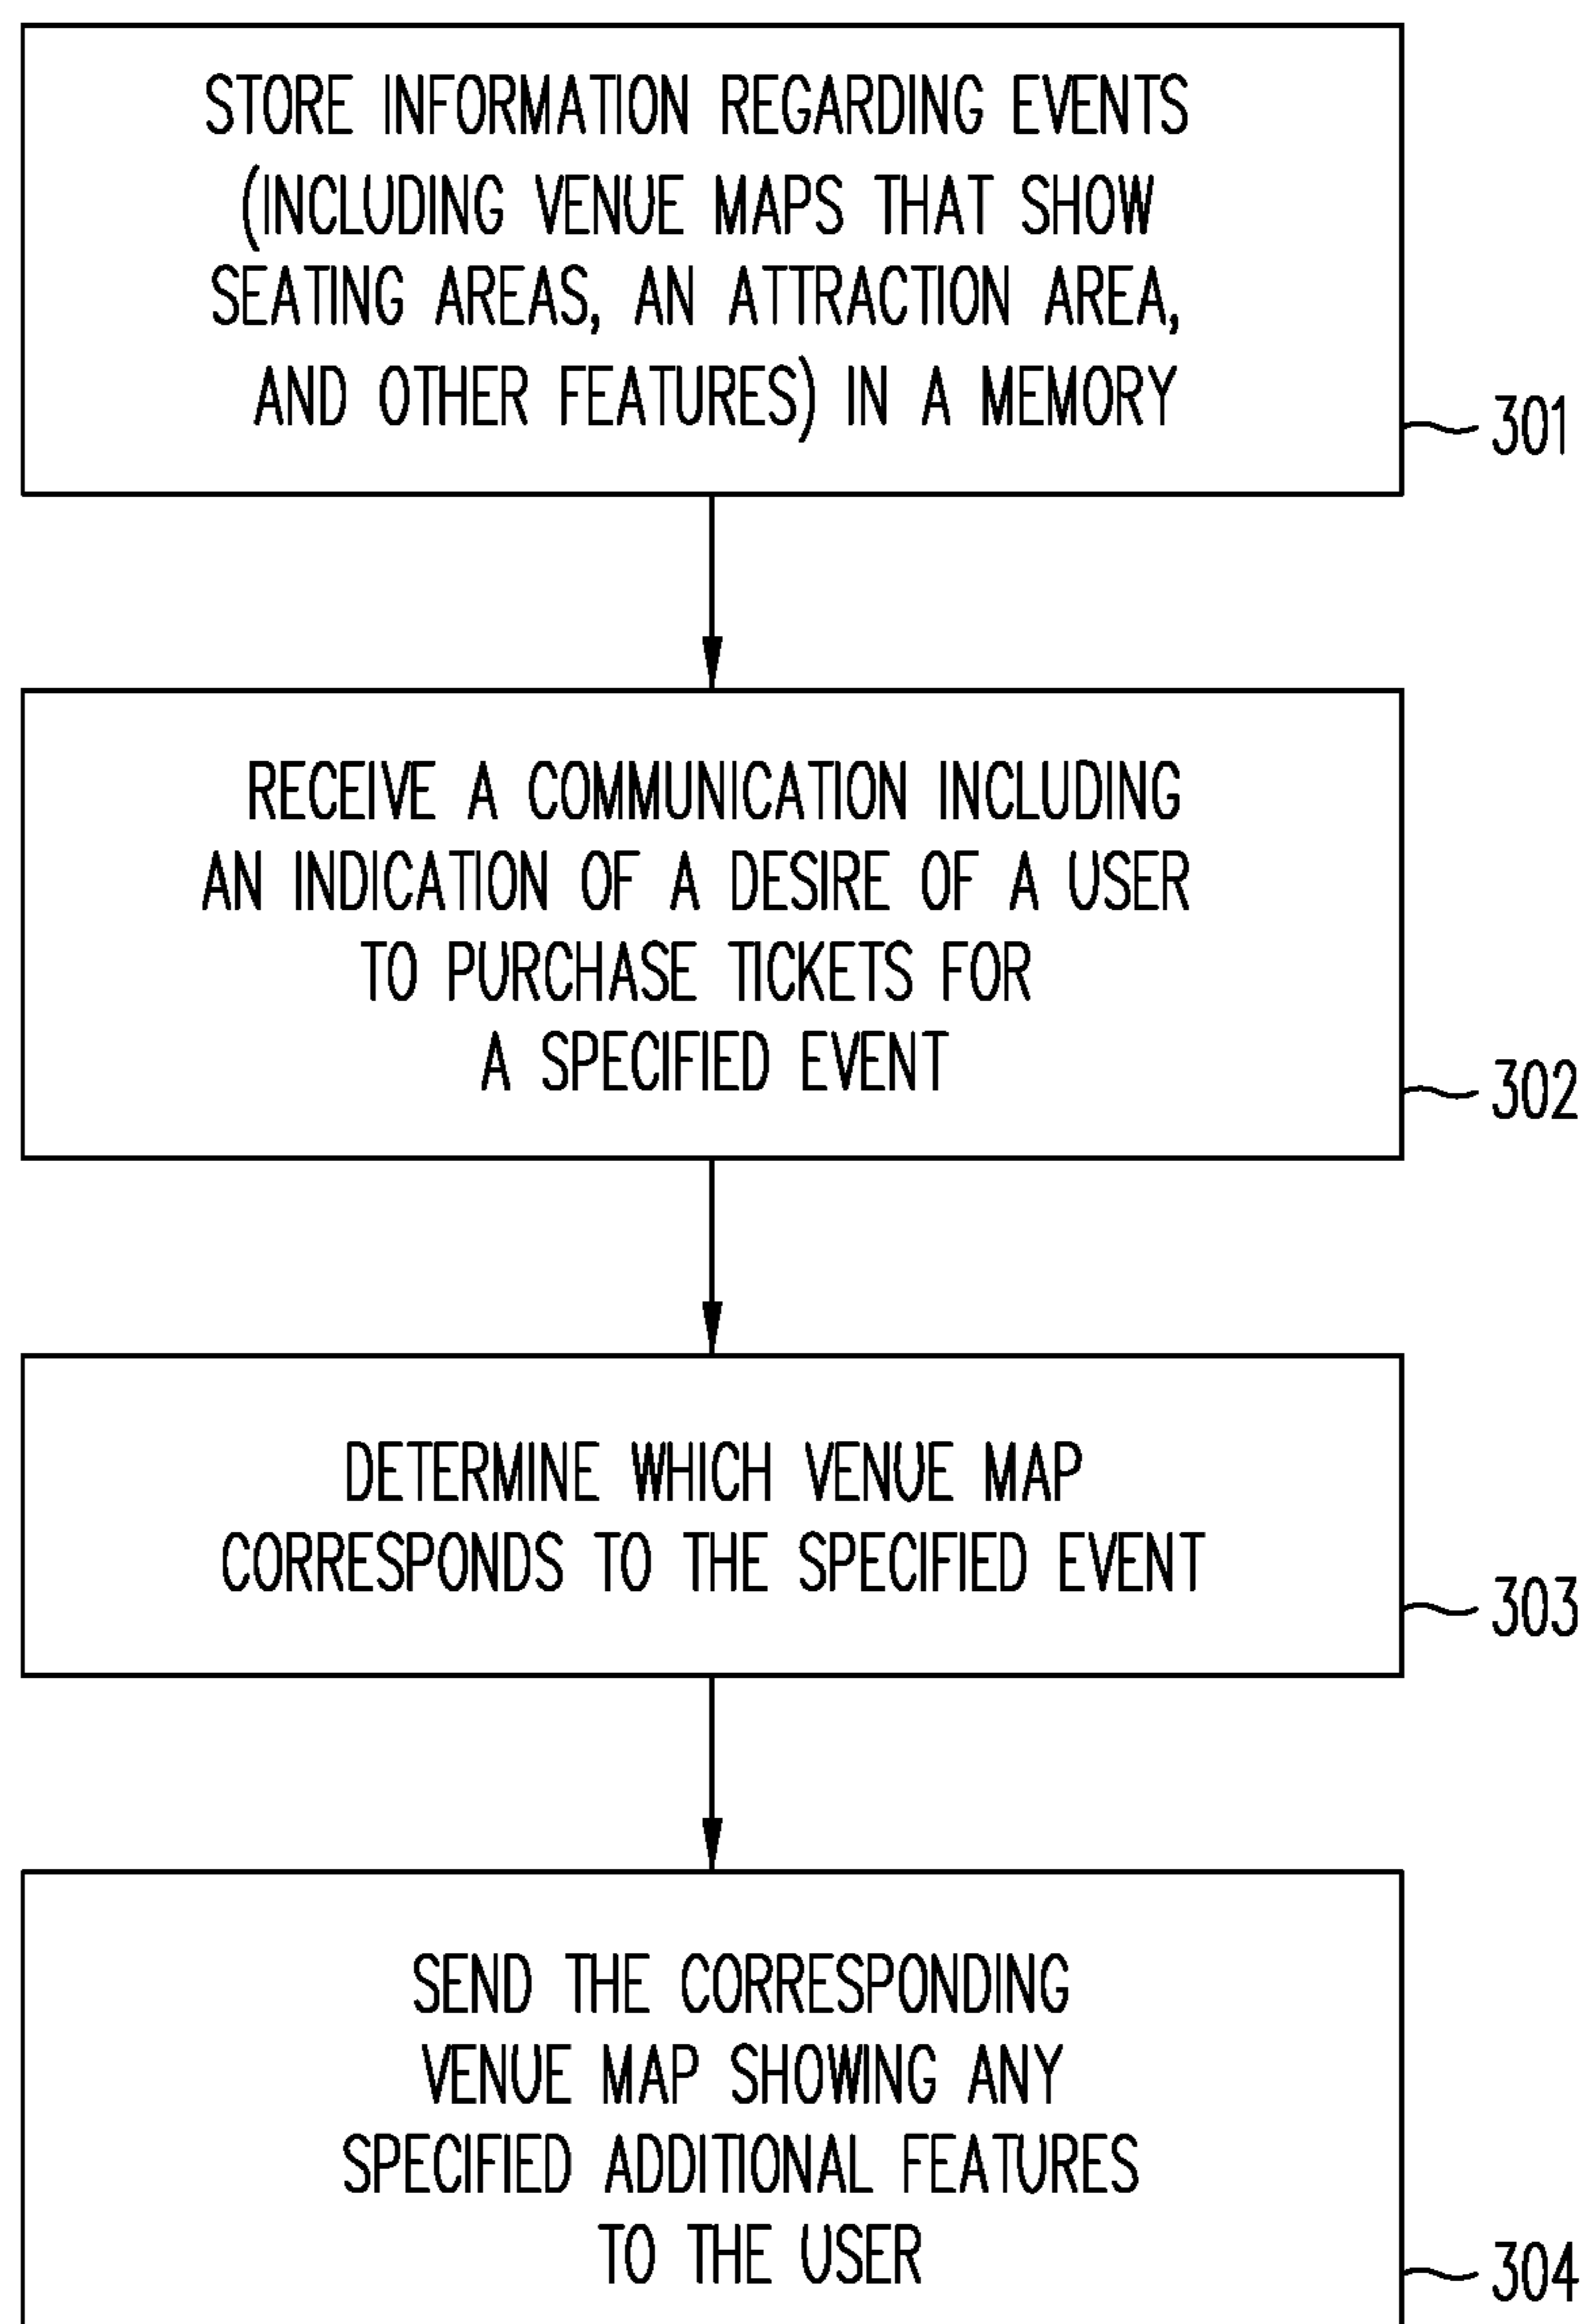 STORE INFORMATION REGARDING EVENTS
(INCLUDING VENUE MAPS THAT SHOW
SEATING AREAS, AN ATTRACTION AREA,
AND OTHER FEATURES) IN A MEMORY
301
RECEIVE A COMMUNICATION INCLUDING
AN INDICATION OF A DESIRE OF A USER
TO PURCHASE TICKETS FOR
A SPECIFIED EVENT
302
DETERMINE WHICH VENUE MAP
CORRESPONDS TO THE SPECIFIED EVENT
303
SEND THE CORRESPONDING
VENUE MAP SHOWING ANY
SPECIFIED ADDITIONAL FEATURES
TO THE USER
304